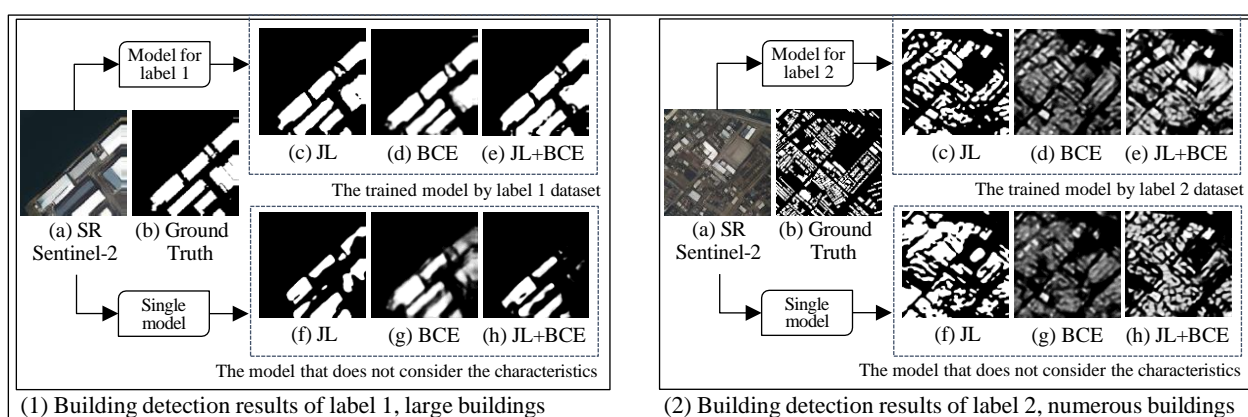 Model for
label 1
(c) JL
(d) BCE
(e) JL+BCE
The trained model by label 1 dataset
(a) SR
Sentinel-2
(b) Ground
Truth
Single
model
(f) JL
(g) BCE
(h) JL+BCE
The model that does not consider the characteristics
(1) Building detection results of label 1, large buildings
Model for
label 2
(c) JL
(d) BCE
(e) JL+BCE
The trained model by label 2 dataset
(a) SR
Sentinel-2
(b) Ground
Truth
Single
model
(f) JL
(g) BCE
(h) JL+BCE
The model that does not consider the characteristics
(2) Building detection results of label 2, numerous buildings